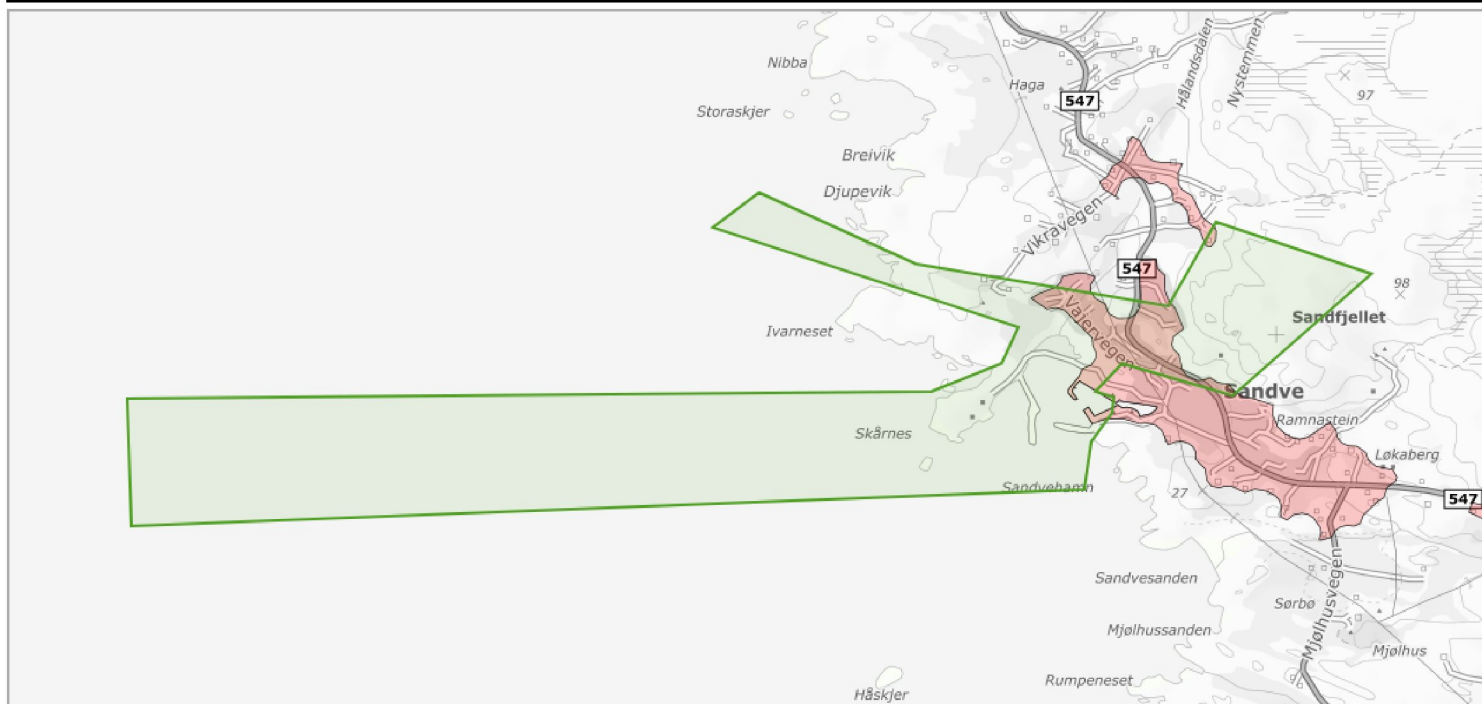 Nibba
Haga
Hålandsdalen
Nystemmen
97
547
Storaskjer
Breivik
Djupevik
Vikravegen
547
98
Sandfjellet
Ivarneset
Vaiervegen
Sandve
Ramnastein
Skårnes
Løkaberg
Sandvehamn
27
547
Sandvesanden
Sørbø
Mjølhusvegen
Mjølhussanden
Mjølhus
Rumpeneset
Håskjer